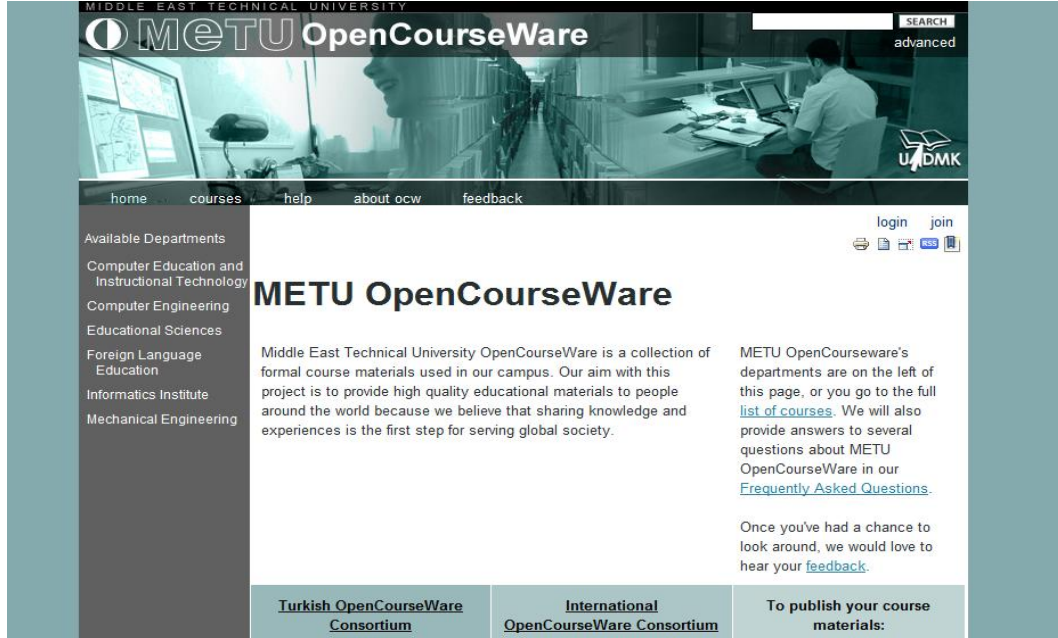 MIDDLE EAST TECHNICAL UNIVERSITY
METU OpenCourseWare
SEARCH
advanced
UADMK
home courses help about ocw feedback
login join
RSS
Available Departments
Computer Education and
Instructional Technology
Computer Engineering
Educational Sciences
Foreign Language
Education
Informatics Institute
Mechanical Engineering
METU OpenCourseWare
Middle East Technical University OpenCourseWare is a collection of
formal course materials used in our campus. Our aim with this
project is to provide high quality educational materials to people
around the world because we believe that sharing knowledge and
experiences is the first step for serving global society.
METU OpenCourseware's
departments are on the left of
this page, or you go to the full
list of courses. We will also
provide answers to several
questions about METU
OpenCourseWare in our
Frequently Asked Questions.
Once you've had a chance to
look around, we would love to
hear your feedback.
Turkish OpenCourseWare
Consortium
International
OpenCourseWare Consortium
To publish your course
materials: